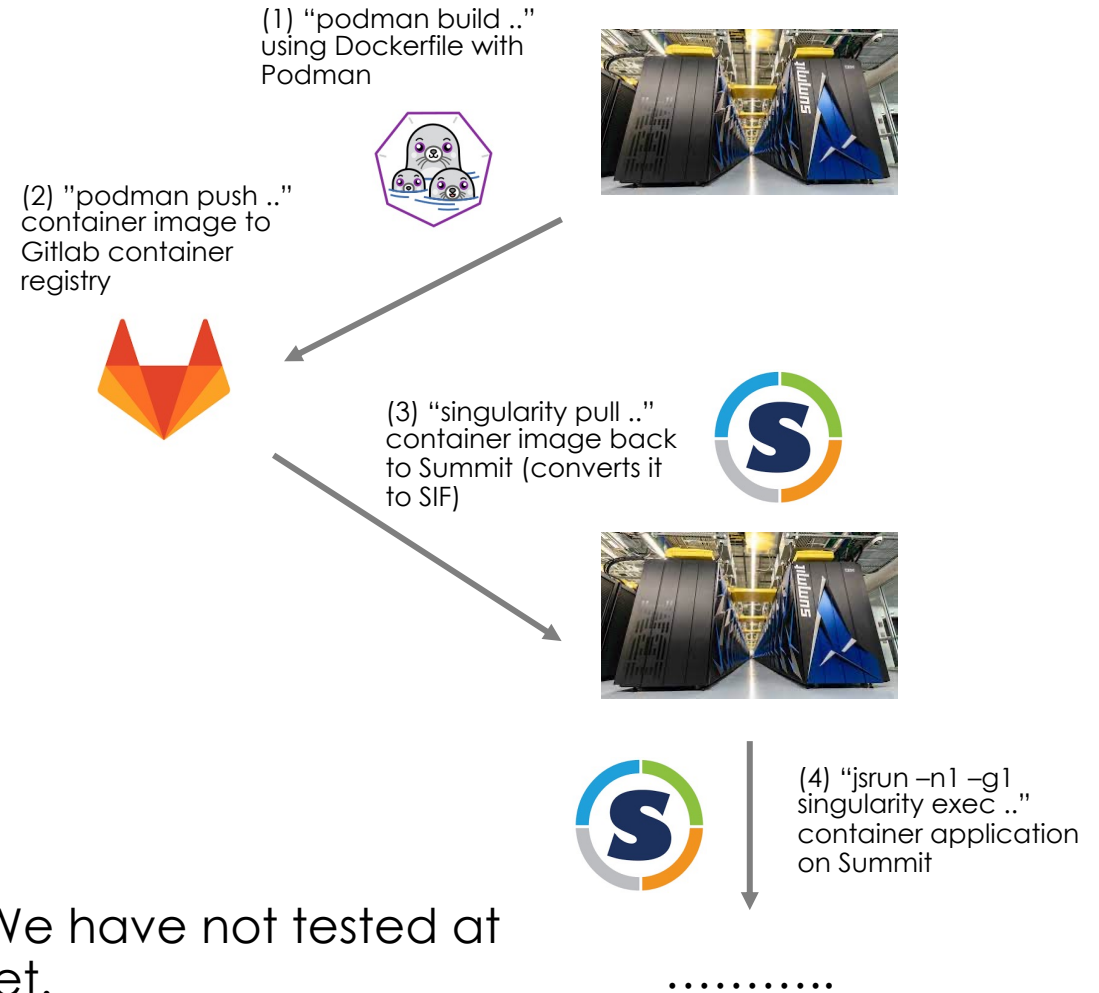 (1) “podman build ..”
using Dockerfile with
Podman
(2) ”podman push ..”
container image to
Gitlab container
registry
(3) “singularity pull ..”
container image back
to Summit (converts it
to SIF)
S
(4) “jsrun –n1 –g1
singularity exec ..”
container application
on Summit
S
We have not tested at
et.
...........